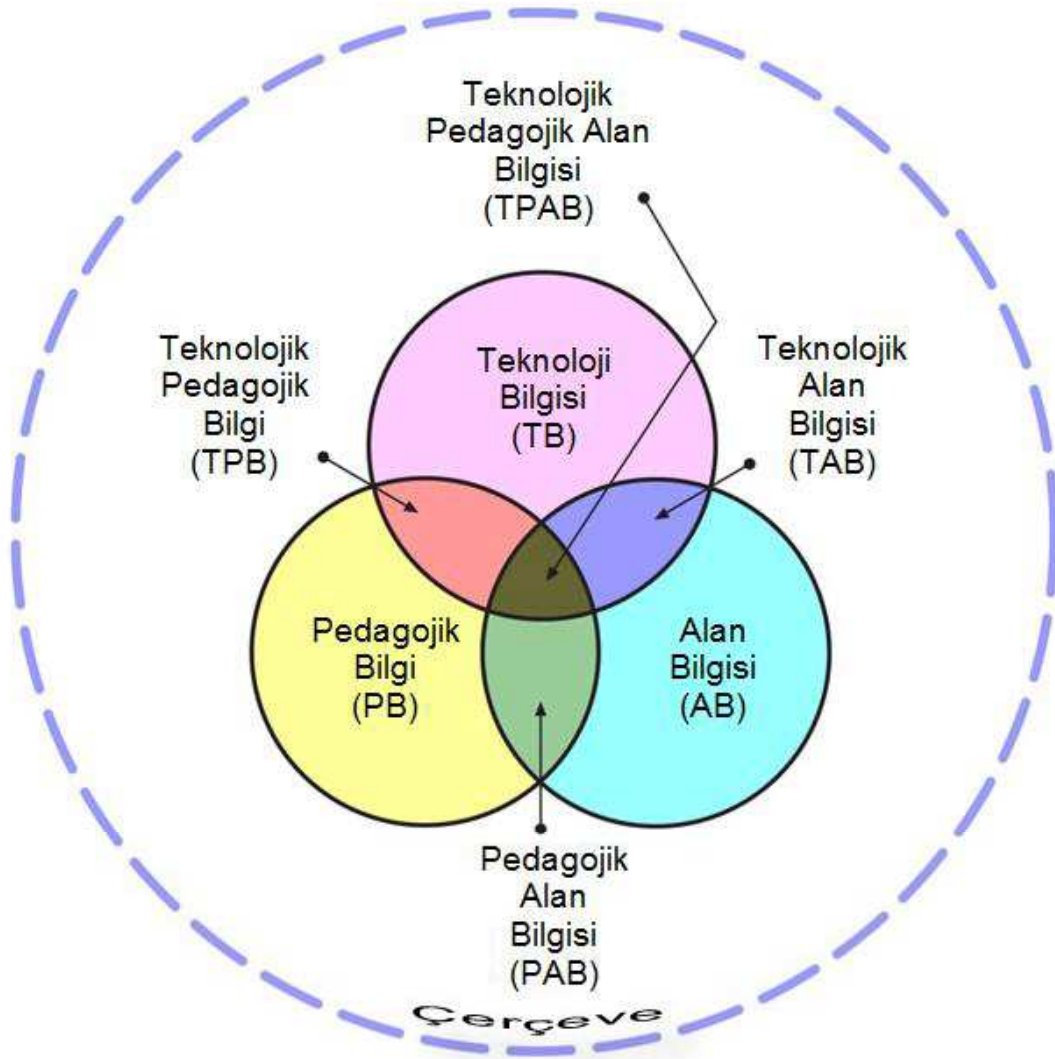 Teknolojik
Pedagojik Alan
Bilgisi
(TPAB)
Teknolojik
Pedagojik
Bilgi
(TPB)
Teknoloji
Bilgisi
(TB)
Teknolojik
Alan
Bilgisi
(TAB)
Pedagojik
Bilgi
(PB)
Alan
Bilgisi
(AB)
Pedagojik
Alan
Bilgisi
(PAB)
Çerçeve